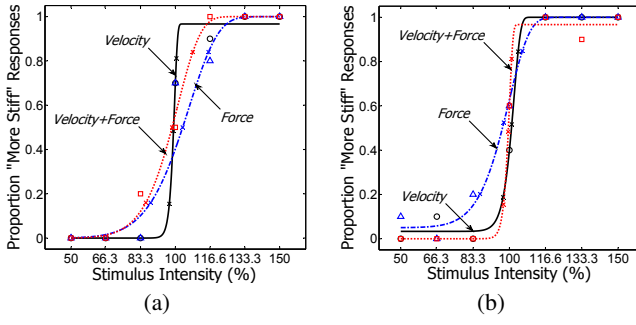 Proportion "More Stiff" Responses
1
0.8
0.6
0.4
0.2
0
Velocity
Force
Velocity+Force
50 66.3 83.3 100 116.6 133.3 150
Stimulus Intensity (%)
(a)
Proportion "More Stiff" Responses
1
0.8
0.6
0.4
0.2
0
Velocity+Force
Force
Velocity
50 66.3 83.3 100 116.6 133.3 150
Stimulus Intensity (%)
(b)